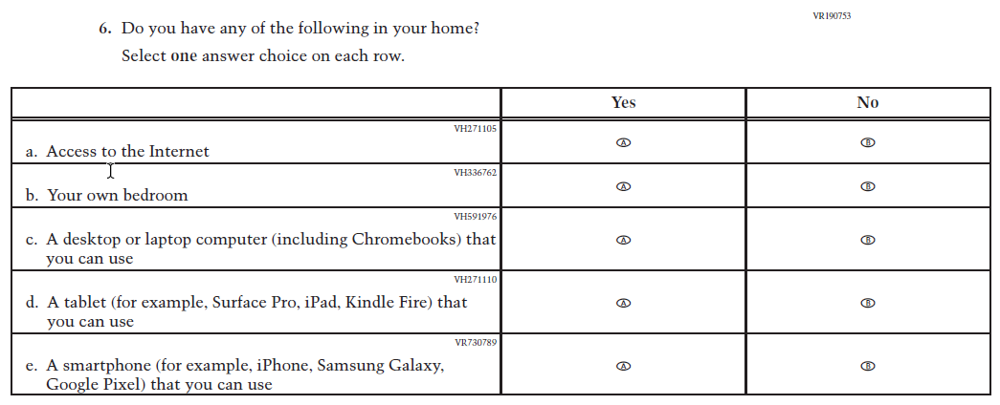 VR190753
6. Do you have any of the following in your home?
Select one answer choice on each row.
Yes No
VH271105
a. Access to the Internet
A B
VH336762
b. Your own bedroom
A B
VH591976
c. A desktop or laptop computer (including Chromebooks) that
you can use
A B
VH271110
d. A tablet (for example, Surface Pro, iPad, Kindle Fire) that
you can use
A B
VR730789
e. A smartphone (for example, iPhone, Samsung Galaxy,
Google Pixel) that you can use
A B